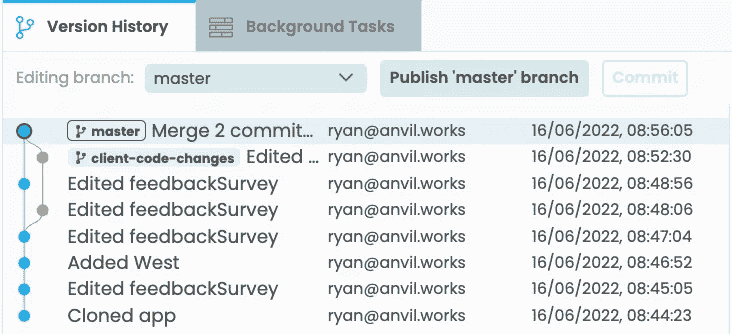 Version History Background Tasks
Editing branch: master Publish 'master' branch Commit
master Merge 2 commit... ryan@anvil.works 16/06/2022, 08:56:05
client-code-changes Edited ... ryan@anvil.works 16/06/2022, 08:52:30
Edited feedbackSurvey ryan@anvil.works 16/06/2022, 08:48:56
Edited feedbackSurvey ryan@anvil.works 16/06/2022, 08:48:06
Edited feedbackSurvey ryan@anvil.works 16/06/2022, 08:47:04
Added West ryan@anvil.works 16/06/2022, 08:46:52
Edited feedbackSurvey ryan@anvil.works 16/06/2022, 08:45:05
Cloned app ryan@anvil.works 16/06/2022, 08:44:23